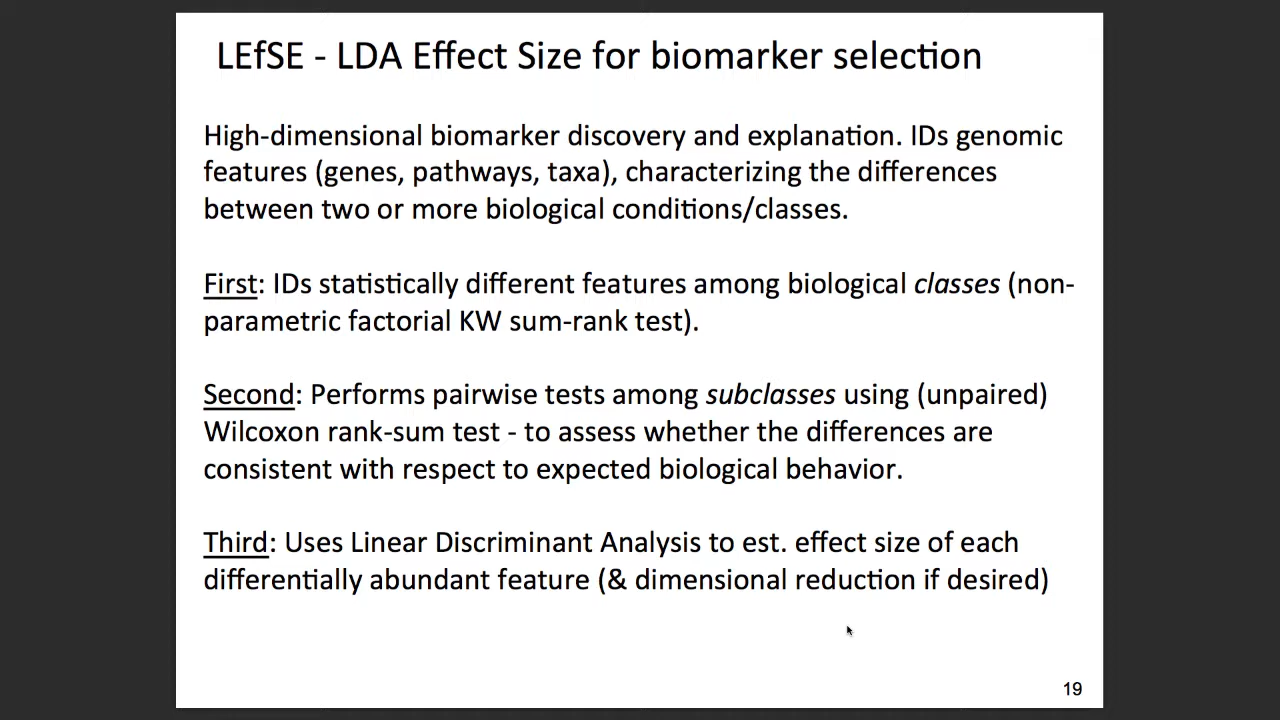 LEfSE - LDA Effect Size for biomarker selection
High-dimensional biomarker discovery and explanation. IDs genomic
features (genes, pathways, taxa), characterizing the differences
between two or more biological conditions/classes.
First: IDs statistically different features among biological classes (non-
parametric factorial KW sum-rank test).
Second: Performs pairwise tests among subclasses using (unpaired)
Wilcoxon rank-sum test - to assess whether the differences are
consistent with respect to expected biological behavior.
Third: Uses Linear Discriminant Analysis to est. effect size of each
differentially abundant feature (& dimensional reduction if desired)
19